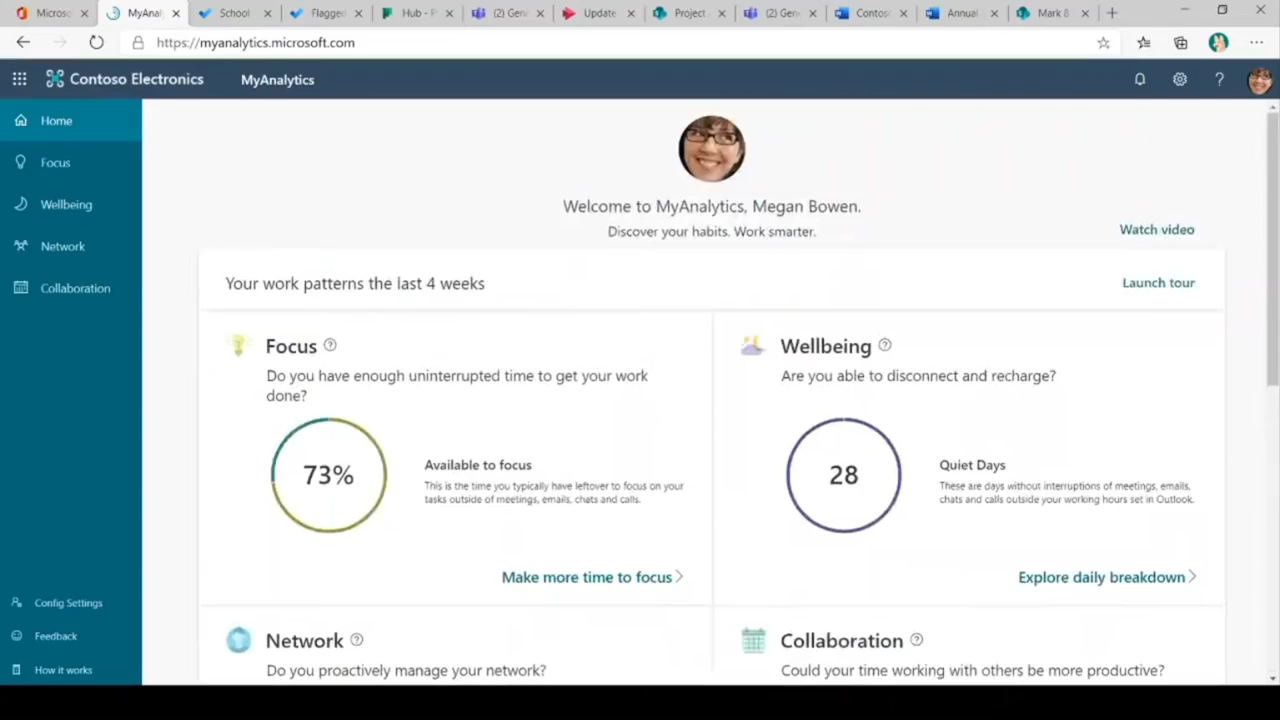 Microso
MyAnal
School
Flagged
Hub - P
(2) Gen
Update
Project
(2) Gen
Contos
Annual
Mark 8
https://myanalytics.microsoft.com
Contoso Electronics
MyAnalytics
?
Home
Focus
Wellbeing
Network
Collaboration
Config Settings
Feedback
How it works
Welcome to MyAnalytics, Megan Bowen.
Discover your habits. Work smarter.
Watch video
Your work patterns the last 4 weeks
Launch tour
Focus ?
Do you have enough uninterrupted time to get your work
done?
73%
Available to focus
This is the time you typically have leftover to focus on your
tasks outside of meetings, emails, chats and calls.
Make more time to focus
Wellbeing ?
Are you able to disconnect and recharge?
28
Quiet Days
These are days without interruptions of meetings, emails,
chats and calls outside your working hours set in Outlook.
Explore daily breakdown
Network ?
Do you proactively manage your network?
Collaboration ?
Could your time working with others be more productive?